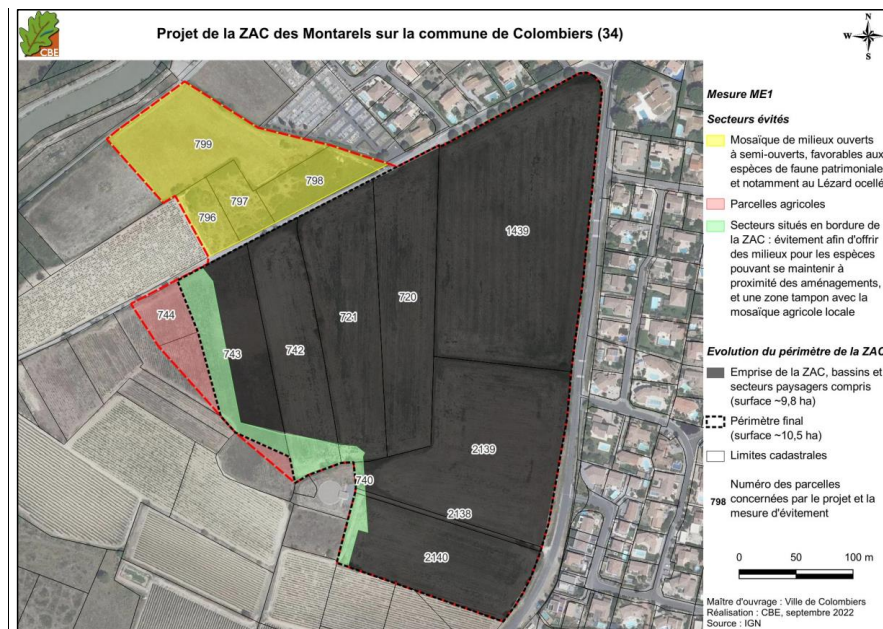 CBE
Projet de la ZAC des Montarels sur la commune de Colombiers (34)
N
W
E
S
Mesure ME1
Secteurs évités
Mosaïque de milieux ouverts
à semi-ouverts, favorables aux
espèces de faune patrimoniale
et notamment au Lézard ocellé
Parcelles agricoles
Secteurs situés en bordure de
la ZAC : évitement afin d'offrir
des milieux pour les espèces
pouvant se maintenir à
proximité des aménagements,
et une zone tampon avec la
mosaïque agricole locale
Evolution du périmètre de la ZAC
Emprise de la ZAC, bassins et
secteurs paysagers compris
(surface ~9,8 ha)
Périmètre final
(surface ~10,5 ha)
Limites cadastrales
798
Numéro des parcelles
concernées par le projet et la
mesure d'évitement
0 50 100 m
Maître d'ouvrage : Ville de Colombiers
Réalisation : CBE, septembre 2022
Source : IGN
799
798
797
796
1439
720
721
744
743
742
2139
740
2138
2140